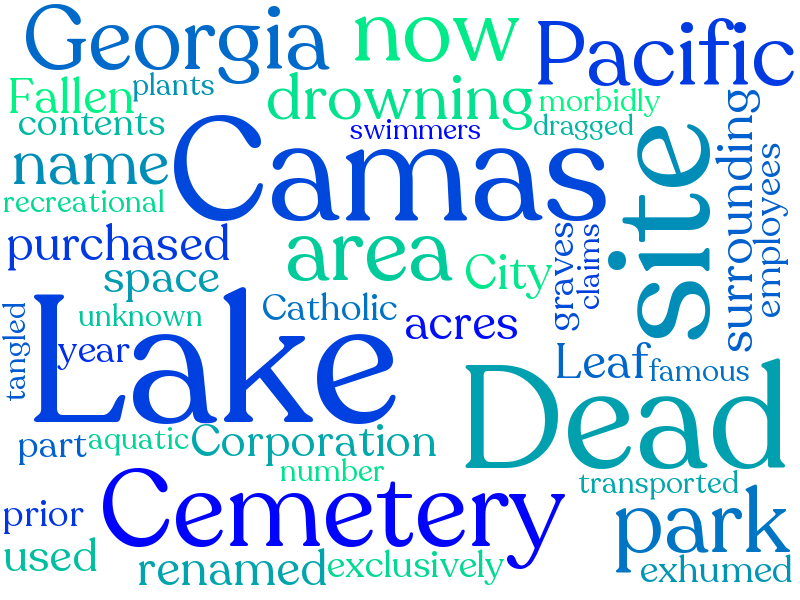 Georgia
now
Pacific
Fallen
plants
drowning
morbidly
contents
swimmers
dragged
name
Camas
site
surrounding
employees
recreational
purchased
area
City
graves
claims
space
Catholic
acres
unknown
tangled
year
Lake
Leaf
famous
Dead
part
aquatic
Corporation
number
transported
prior
Cemetery
park
used
renamed
exclusively
exhumed